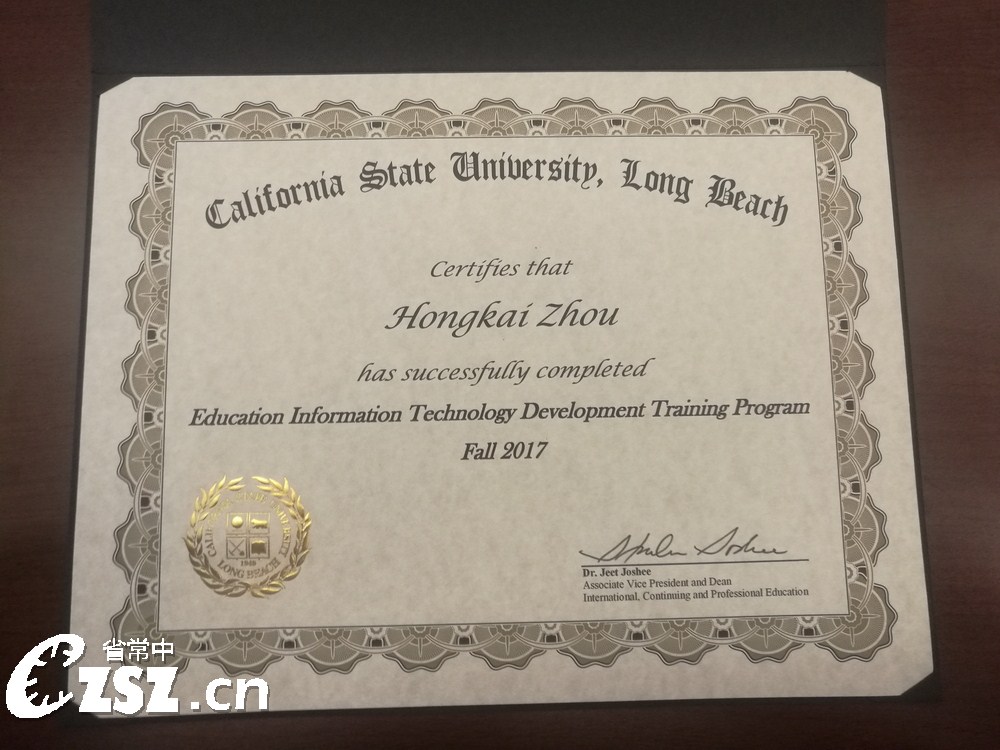 California State University, Long Beach
Certifies that
Hongkai Zhou
has successfully completed
Education Information Technology Development Training Program
Fall 2017
1949
LONG BEACH
Dr. Jeet Joshee
Associate Vice President and Dean
International, Continuing and Professional Education
省常中
czsz.cn